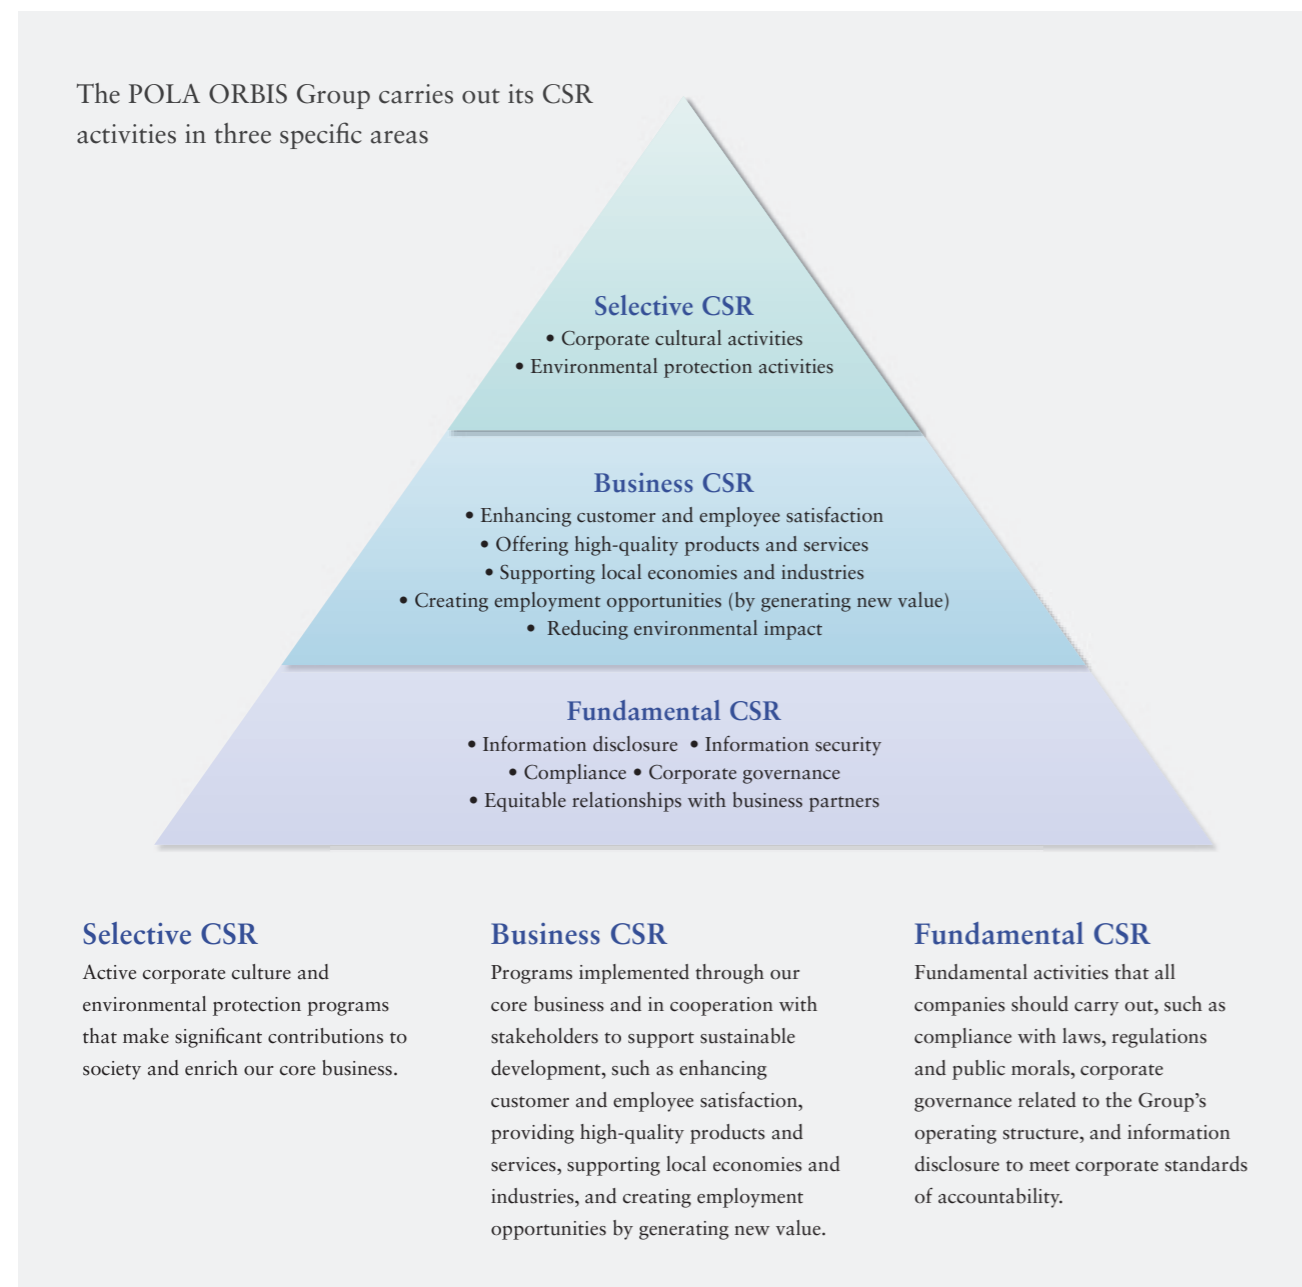 The POLA ORBIS Group carries out its CSR
activities in three specific areas
Selective CSR
• Corporate cultural activities
• Environmental protection activities
Business CSR
• Enhancing customer and employee satisfaction
• Offering high-quality products and services
• Supporting local economies and industries
• Creating employment opportunities (by generating new value)
• Reducing environmental impact
Fundamental CSR
• Information disclosure • Information security
• Compliance • Corporate governance
• Equitable relationships with business partners
Selective CSR
Active corporate culture and
environmental protection programs
that make significant contributions to
society and enrich our core business.
Business CSR
Programs implemented through our
core business and in cooperation with
stakeholders to support sustainable
development, such as enhancing
customer and employee satisfaction,
providing high-quality products and
services, supporting local economies and
industries, and creating employment
opportunities by generating new value.
Fundamental CSR
Fundamental activities that all
companies should carry out, such as
compliance with laws, regulations
and public morals, corporate
governance related to the Group’s
operating structure, and information
disclosure to meet corporate standards
of accountability.